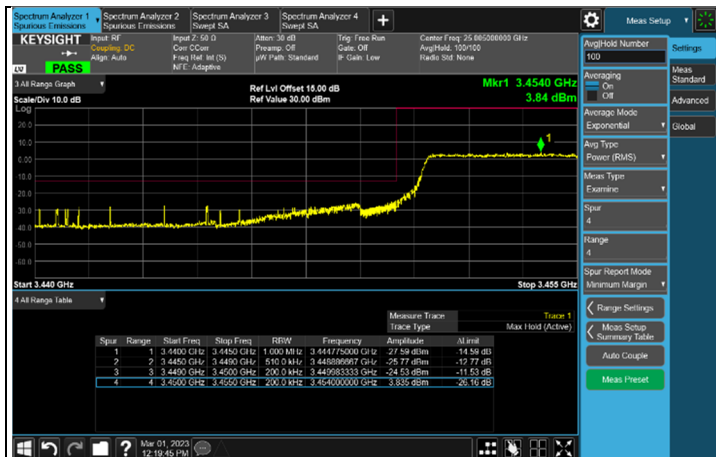 Spectrum Analyzer 1
Spurious Emissions
Spectrum Analyzer 2
Spurious Emissions
Spectrum Analyzer 3
Swept SA
Spectrum Analyzer 4
Swept SA
Meas Setup
KEYSIGHT
Input: RF
Coupling: DC
Align: Auto
Input Z: 50 Ω
Corr CCorr
Freq Ref: Int (S)
NFE: Adaptive
Atten: 30 dB
Preamp: Off
µW Path: Standard
Trig: Free Run
Gate: Off
IF Gain: Low
Center Freq: 25.005000000 GHz
Avg|Hold: 100/100
Radio Std: None
PASS
3 All Range Graph
Scale/Div 10.0 dB
Ref Lvl Offset 15.00 dB
Ref Value 30.00 dBm
Mkr1 3.4540 GHz
3.84 dBm
Log
20.0
10.0
0.00
-10.0
-20.0
-30.0
-40.0
-50.0
-60.0
1
Start 3.440 GHz
Stop 3.455 GHz
4 All Range Table
Measure Trace Trace 1
Trace Type Max Hold (Active)
Spur Range Start Freq Stop Freq RBW Frequency Amplitude ΔLimit
1 1 3.4400 GHz 3.4450 GHz 1.000 MHz 3.444775000 GHz -27.59 dBm -14.59 dB
2 2 3.4450 GHz 3.4490 GHz 510.0 kHz 3.448886667 GHz -25.77 dBm -12.77 dB
3 3 3.4490 GHz 3.4500 GHz 200.0 kHz 3.449983333 GHz -24.53 dBm -11.53 dB
4 4 3.4500 GHz 3.4550 GHz 200.0 kHz 3.454000000 GHz 3.835 dBm -26.16 dB
Mar 01, 2023
12:19:45 PM
Avg|Hold Number
100
Averaging
On
Off
Average Mode
Exponential
Avg Type
Power (RMS)
Meas Type
Examine
Spur
4
Range
4
Spur Report Mode
Minimum Margin
Range Settings
Meas Setup
Summary Table
Auto Couple
Meas Preset
Settings
Meas
Standard
Advanced
Global